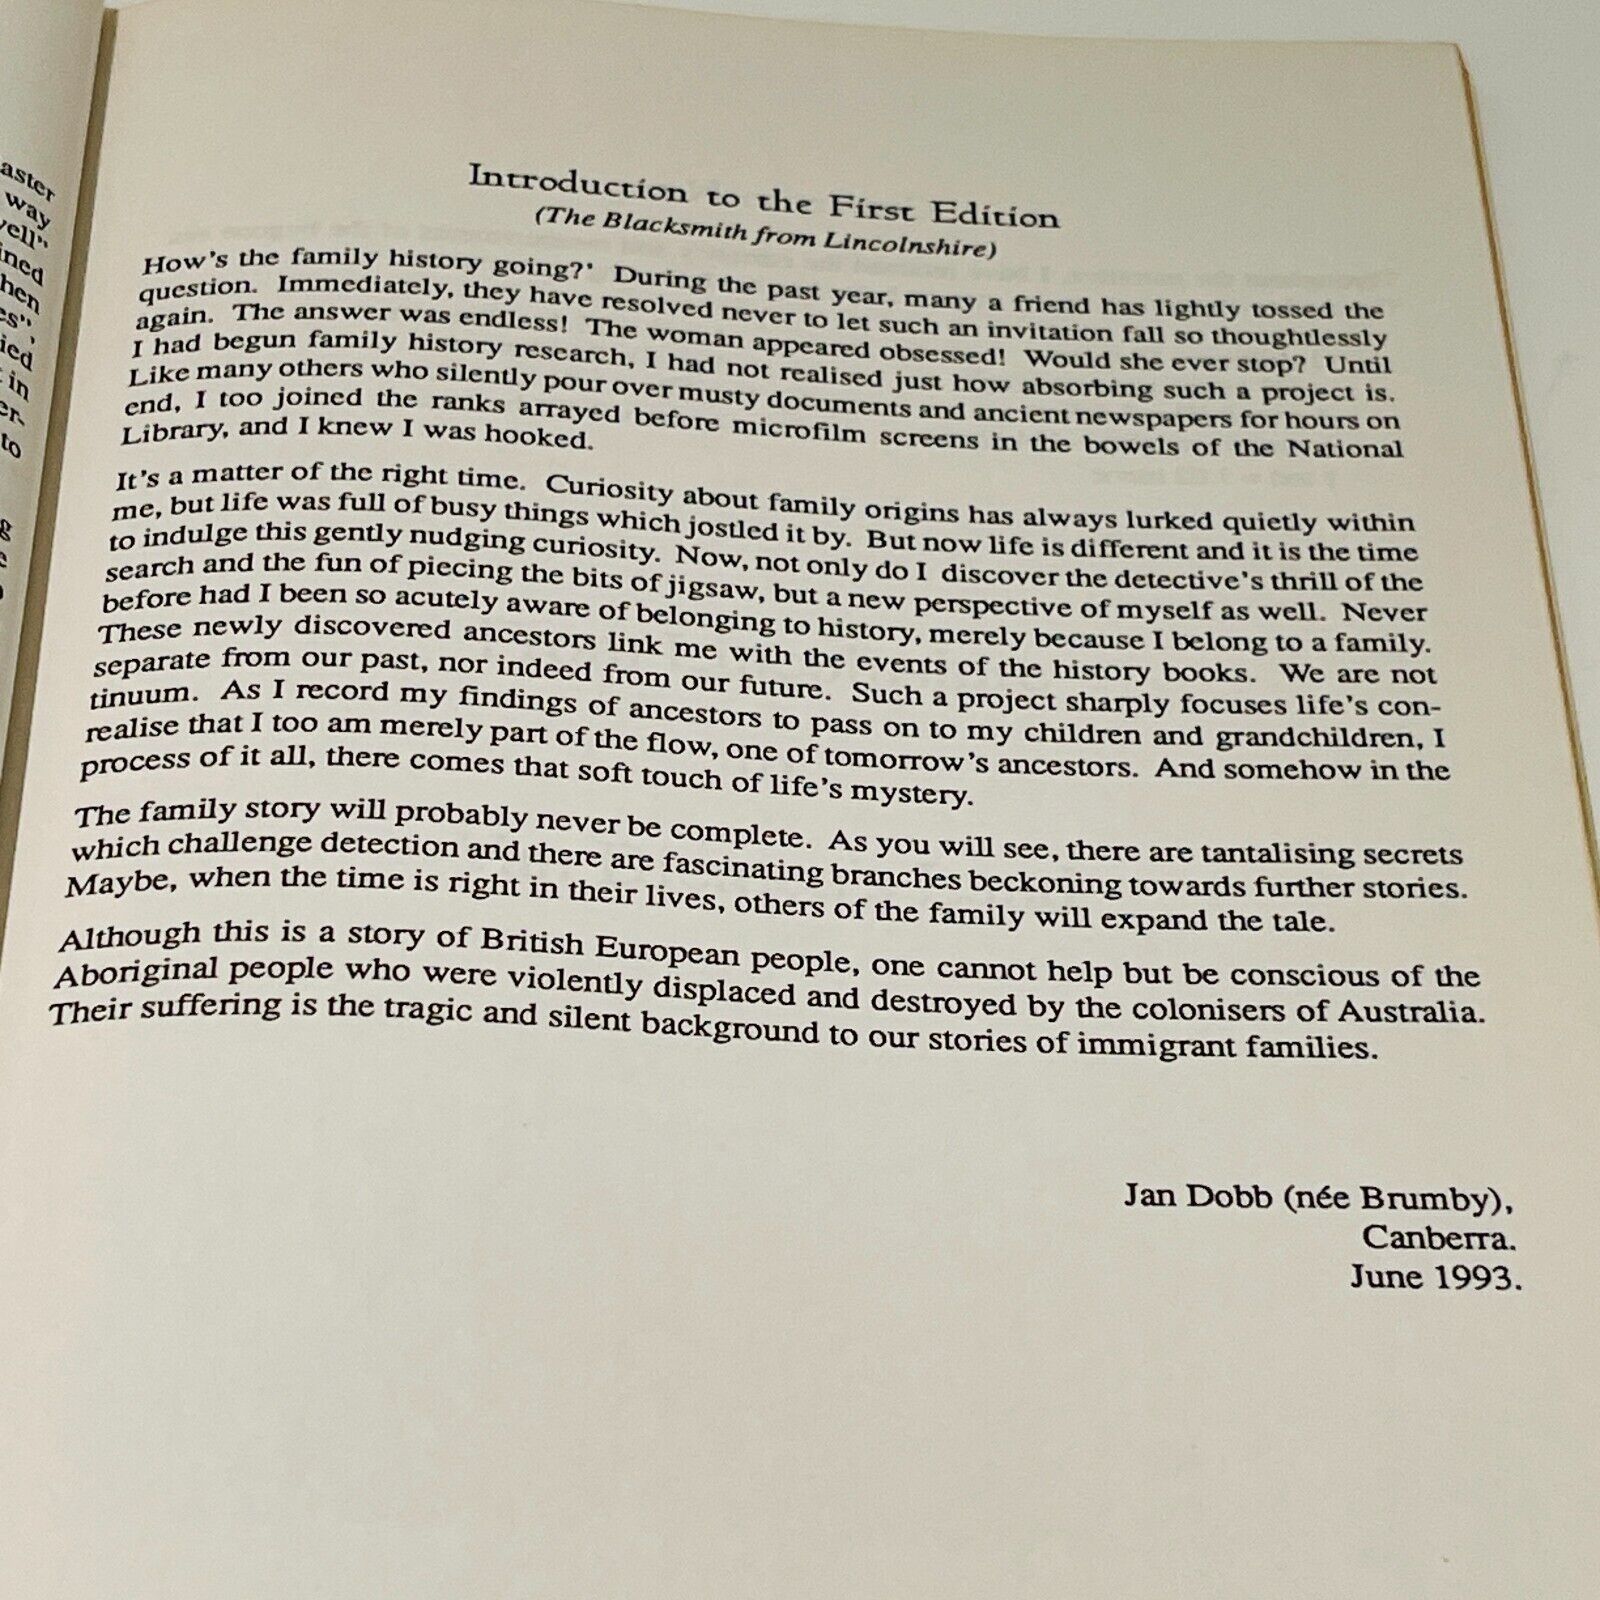 aster
way
vell"
ined
hen
es",
ied
in
er-
to
g
e
Introduction to the First Edition
(The Blacksmith from Lincolnshire)
How's the family history going?' During the past year, many a friend has lightly tossed the
question. Immediately, they have resolved never to let such an invitation fall so thoughtlessly
again. The answer was endless! The woman appeared obsessed! Would she ever stop? Until
I had begun family history research, I had not realised just how absorbing such a project is.
Like many others who silently pour over musty documents and ancient newspapers for hours on
end, I too joined the ranks arrayed before microfilm screens in the bowels of the National
Library, and I knew I was hooked.
It's a matter of the right time. Curiosity about family origins has always lurked quietly within
me, but life was full of busy things which jostled it by. But now life is different and it is the time
to indulge this gently nudging curiosity. Now, not only do I discover the detective's thrill of the
search and the fun of piecing the bits of jigsaw, but a new perspective of myself as well. Never
before had I been so acutely aware of belonging to history, merely because I belong to a family.
These newly discovered ancestors link me with the events of the history books. We are not
separate from our past, nor indeed from our future. Such a project sharply focuses life's con-
tinuum. As I record my findings of ancestors to pass on to my children and grandchildren, I
realise that I too am merely part of the flow, one of tomorrow's ancestors. And somehow in the
process of it all, there comes that soft touch of life's mystery.
The family story will probably never be complete. As you will see, there are tantalising secrets
which challenge detection and there are fascinating branches beckoning towards further stories.
Maybe, when the time is right in their lives, others of the family will expand the tale.
Although this is a story of British European people, one cannot help but be conscious of the
Aboriginal people who were violently displaced and destroyed by the colonisers of Australia.
Their suffering is the tragic and silent background to our stories of immigrant families.
Jan Dobb (née Brumby),
Canberra.
June 1993.